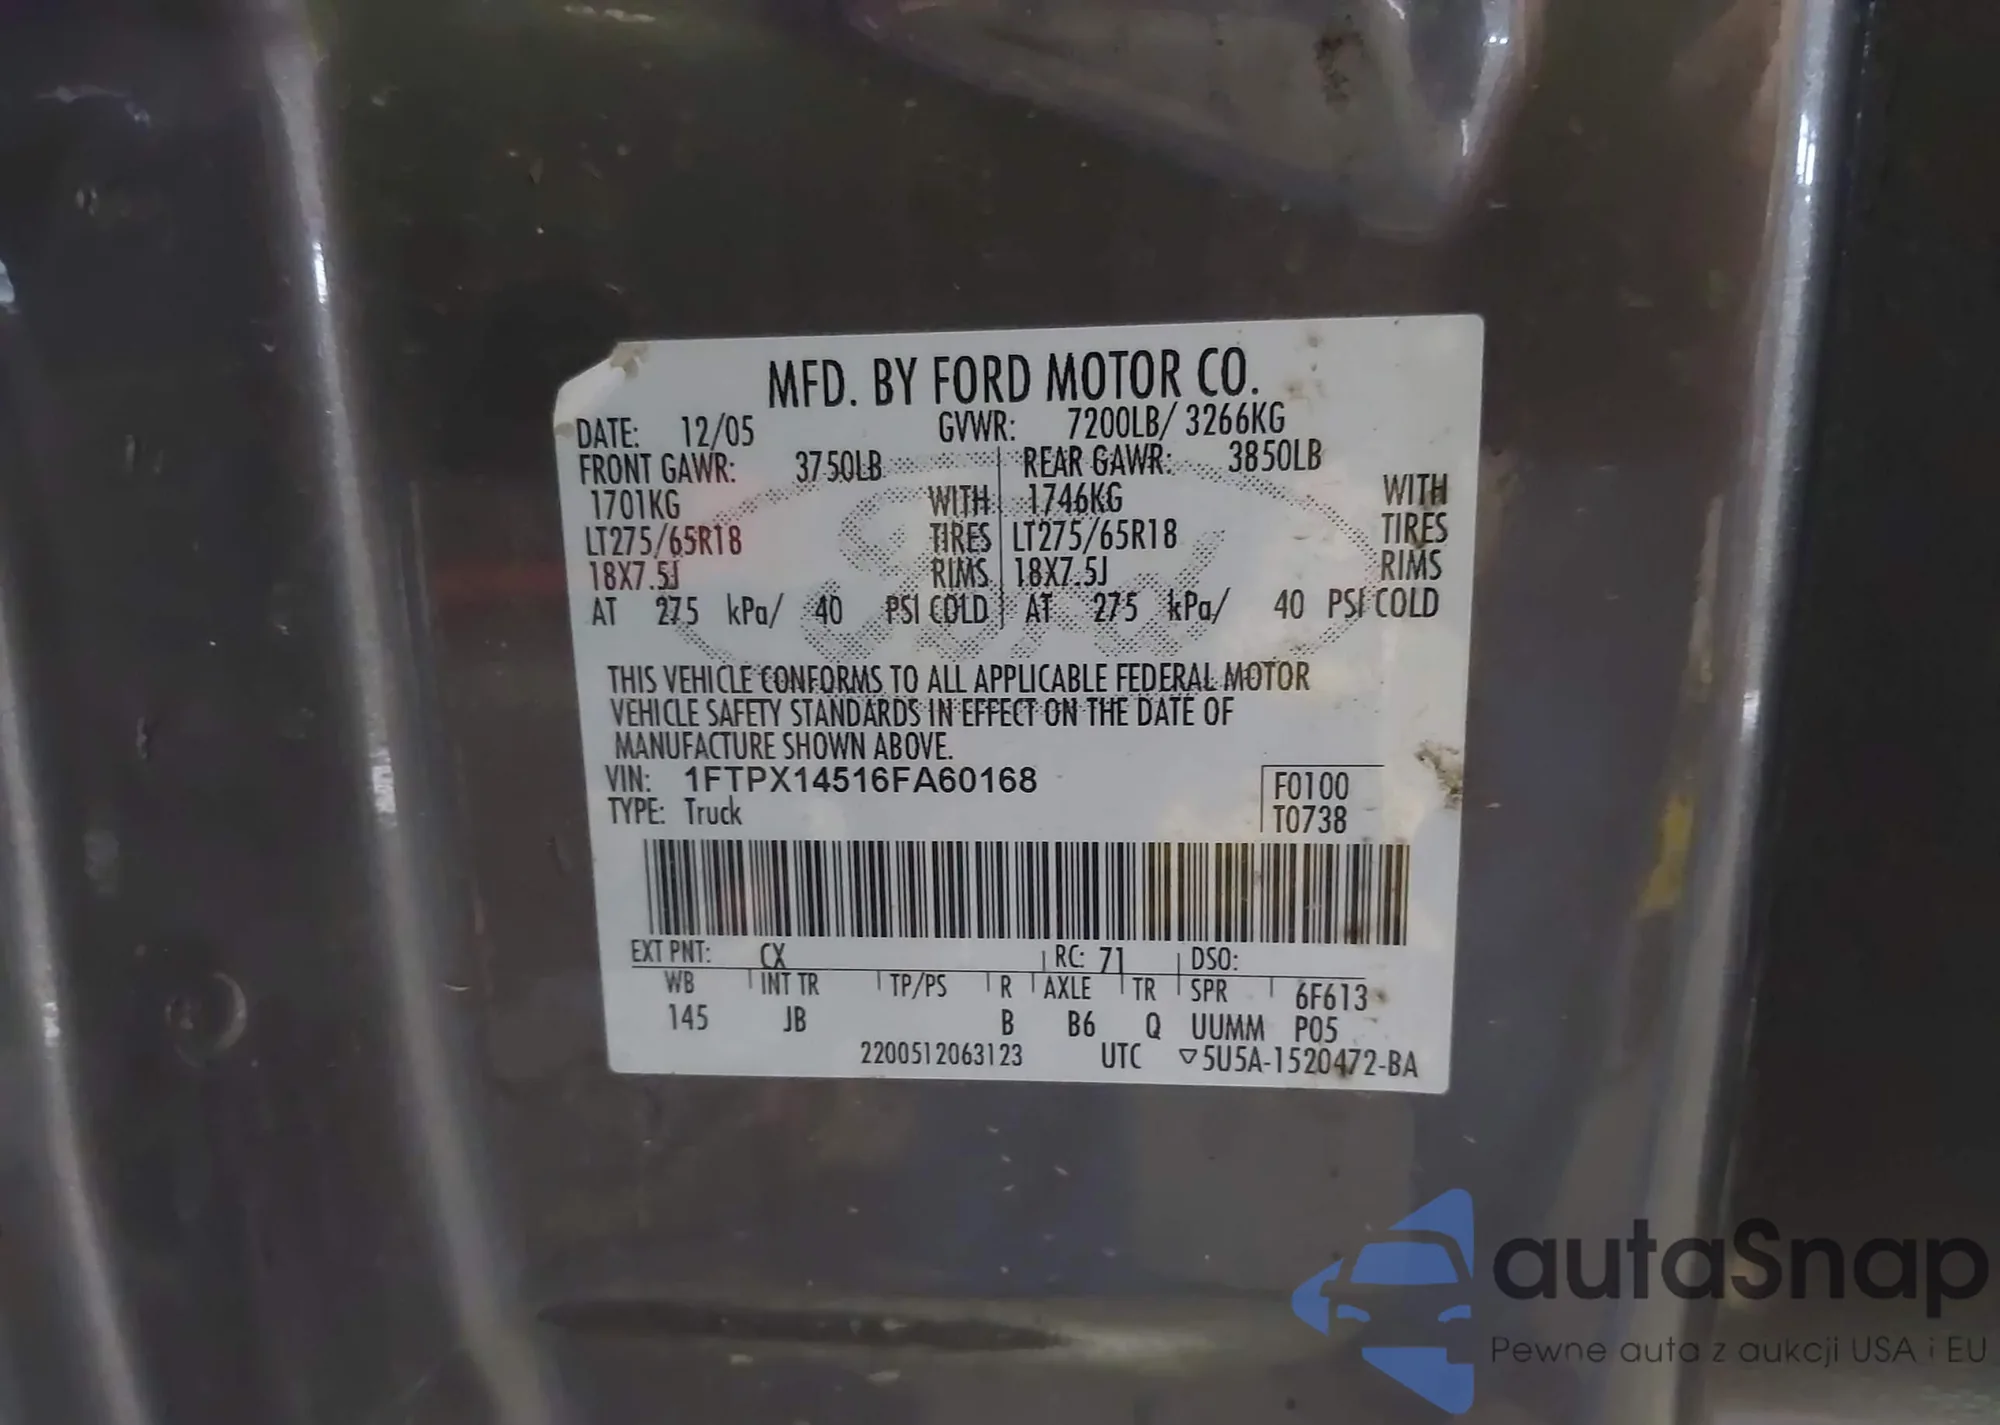 MFD. BY FORD MOTOR CO.
DATE: 12/05 GVWR: 7200LB/ 3266KG
FRONT GAWR: 3750LB REAR GAWR: 3850LB
1701KG WITH 1746KG WITH
LT275/65R18 TIRES LT275/65R18 TIRES
18X7.5J RIMS 18X7.5J RIMS
AT 275 kPa/ 40 PSI COLD AT 275 kPa/ 40 PSI COLD
Ford
THIS VEHICLE CONFORMS TO ALL APPLICABLE FEDERAL MOTOR
VEHICLE SAFETY STANDARDS IN EFFECT ON THE DATE OF
MANUFACTURE SHOWN ABOVE.
VIN: 1FTPX14516FA60168 F0100
TYPE: Truck T0738
EXT PNT: CX RC: 71 DSO:
WB INT TR TP/PS R AXLE TR SPR 6F613
145 JB B B6 Q UUMM P05
2200512063123 UTC ▽5U5A-1520472-BA
autaSnap
Pewne auta z aukcji USA i EU